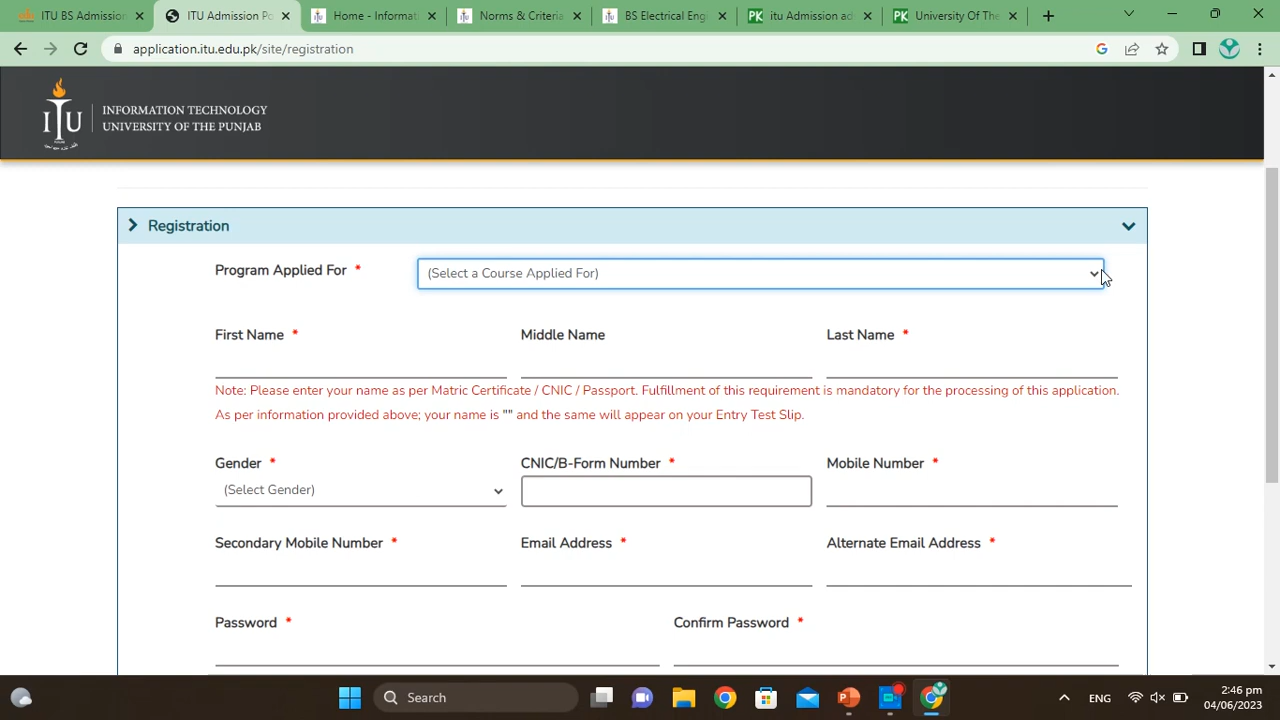 ITU BS Admission
ITU Admission Po
Home - Informat
Norms & Criteria
BS Electrical Eng
itu Admission ad
University Of The
application.itu.edu.pk/site/registration
ITU
INFORMATION TECHNOLOGY
UNIVERSITY OF THE PUNJAB
Registration
Program Applied For *
(Select a Course Applied For)
First Name *
Middle Name
Last Name *
Note: Please enter your name as per Matric Certificate / CNIC / Passport. Fulfillment of this requirement is mandatory for the processing of this application.
As per information provided above; your name is "" and the same will appear on your Entry Test Slip.
Gender *
CNIC/B-Form Number *
Mobile Number *
(Select Gender)
Secondary Mobile Number *
Email Address *
Alternate Email Address *
Password *
Confirm Password *
Search
ENG
2:46 pm
04/06/2023